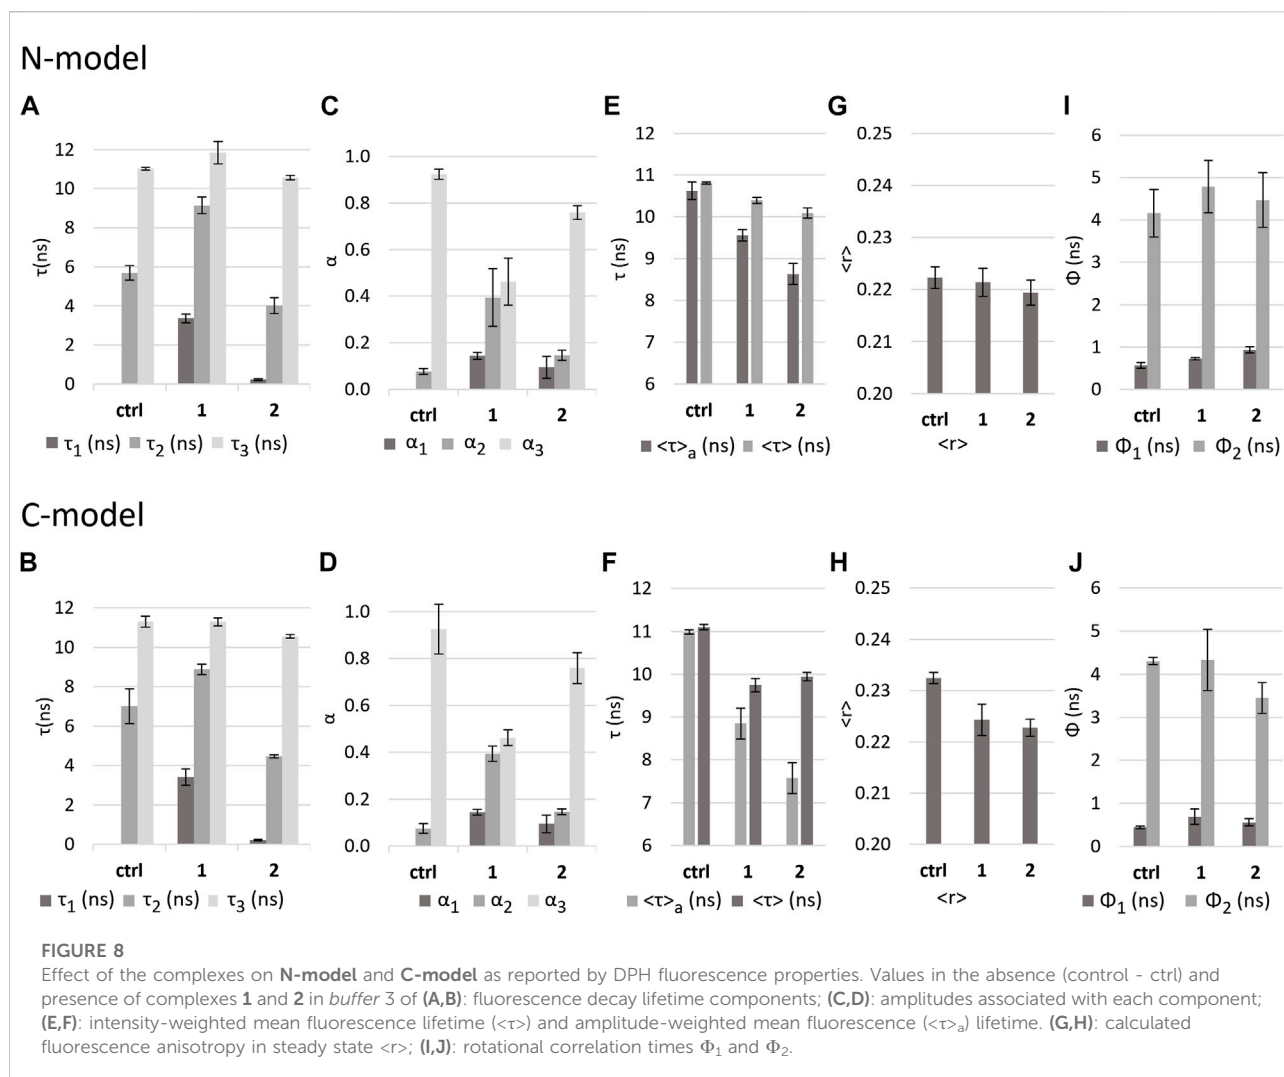 N-model
A
C
E
G
I
τ(ns)
12
10
8
6
4
2
0
ctrl 1 2
■ τ₁ (ns) ■ τ₂ (ns) ■ τ₃ (ns)
α
1.0
0.8
0.6
0.4
0.2
0.0
ctrl 1 2
■ α₁ ■ α₂ ■ α₃
τ (ns)
12
11
10
9
8
7
6
ctrl 1 2
■ <τ>ₐ (ns) ■ <τ> (ns)
<r>
0.25
0.24
0.23
0.22
0.21
0.20
ctrl 1 2
<r>
Φ (ns)
6
5
4
3
2
1
0
ctrl 1 2
■ Φ₁ (ns) ■ Φ₂ (ns)
C-model
B
D
F
H
J
τ(ns)
12
10
8
6
4
2
0
ctrl 1 2
■ τ₁ (ns) ■ τ₂ (ns) ■ τ₃ (ns)
α
1.0
0.8
0.6
0.4
0.2
0.0
ctrl 1 2
■ α₁ ■ α₂ ■ α₃
τ (ns)
12
11
10
9
8
7
6
ctrl 1 2
■ <τ>ₐ (ns) ■ <τ> (ns)
<r>
0.25
0.24
0.23
0.22
0.21
0.20
ctrl 1 2
<r>
Φ (ns)
6
5
4
3
2
1
0
ctrl 1 2
■ Φ₁ (ns) ■ Φ₂ (ns)
FIGURE 8
Effect of the complexes on N-model and C-model as reported by DPH fluorescence properties. Values in the absence (control - ctrl) and
presence of complexes 1 and 2 in buffer 3 of (A,B): fluorescence decay lifetime components; (C,D): amplitudes associated with each component;
(E,F): intensity-weighted mean fluorescence lifetime (<τ>) and amplitude-weighted mean fluorescence (<τ>ₐ) lifetime. (G,H): calculated
fluorescence anisotropy in steady state <r>; (I,J): rotational correlation times Φ₁ and Φ₂.